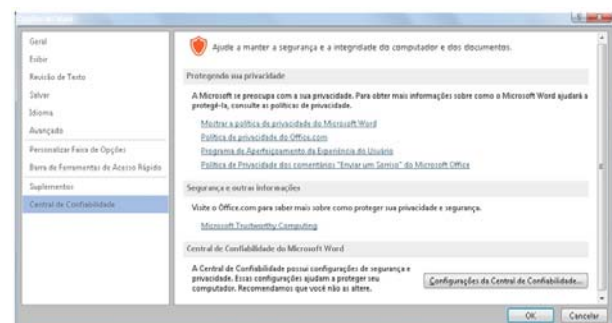 Geral
Exibir
Revisão de Texto
Salvar
Idioma
Avançado
Personalizar Faixa de Opções
Barra de Ferramentas de Acesso Rápido
Suplementos
Central de Confiabilidade
Ajude a manter a segurança e a integridade do computador e dos documentos.
Protegendo sua privacidade
A Microsoft se preocupa com a sua privacidade. Para obter mais informações sobre como o Microsoft Word ajudará a
protegê-la, consulte as políticas de privacidade.
Mostrar a política de privacidade do Microsoft Word
Política de privacidade do Office.com
Programa de Aperfeiçoamento da Experiência do Usuário
Política de Privacidade dos comentários "Enviar um Sorriso" do Microsoft Office
Segurança e outras informações
Visite o Office.com para saber mais sobre como proteger sua privacidade e segurança.
Microsoft Trustworthy Computing
Central de Confiabilidade do Microsoft Word
A Central de Confiabilidade possui configurações de segurança e
privacidade. Essas configurações ajudam a proteger seu
computador. Recomendamos que você não as altere.
Configurações da Central de Confiabilidade...
OK
Cancelar